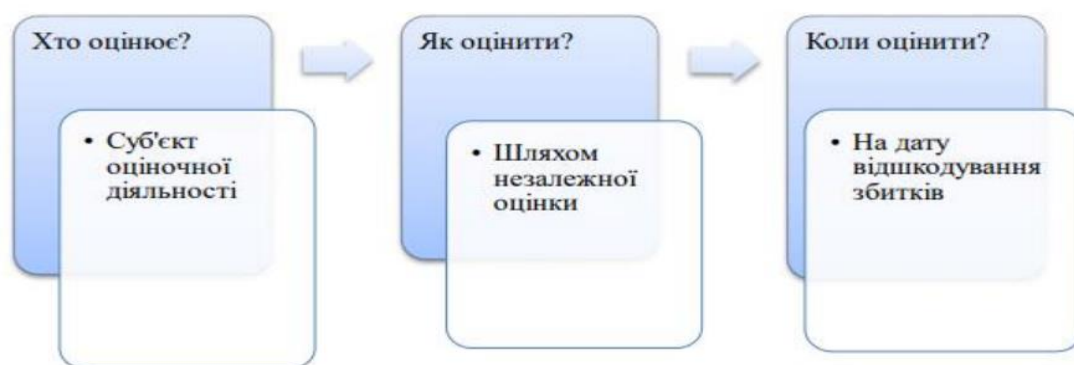 Хто оцінює?
• Суб'єкт
оціночної
діяльності
Як оцінити?
• Шляхом
незалежної
оцінки
Коли оцінити?
• На дату
відшкодування
збитків